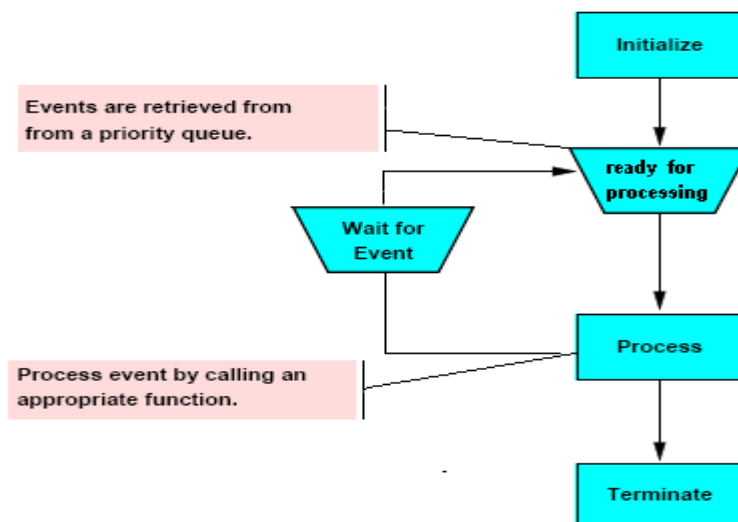 Initialize
Events are retrieved from
from a priority queue.
ready for
processing
Wait for
Event
Process
Process event by calling an
appropriate function.
Terminate